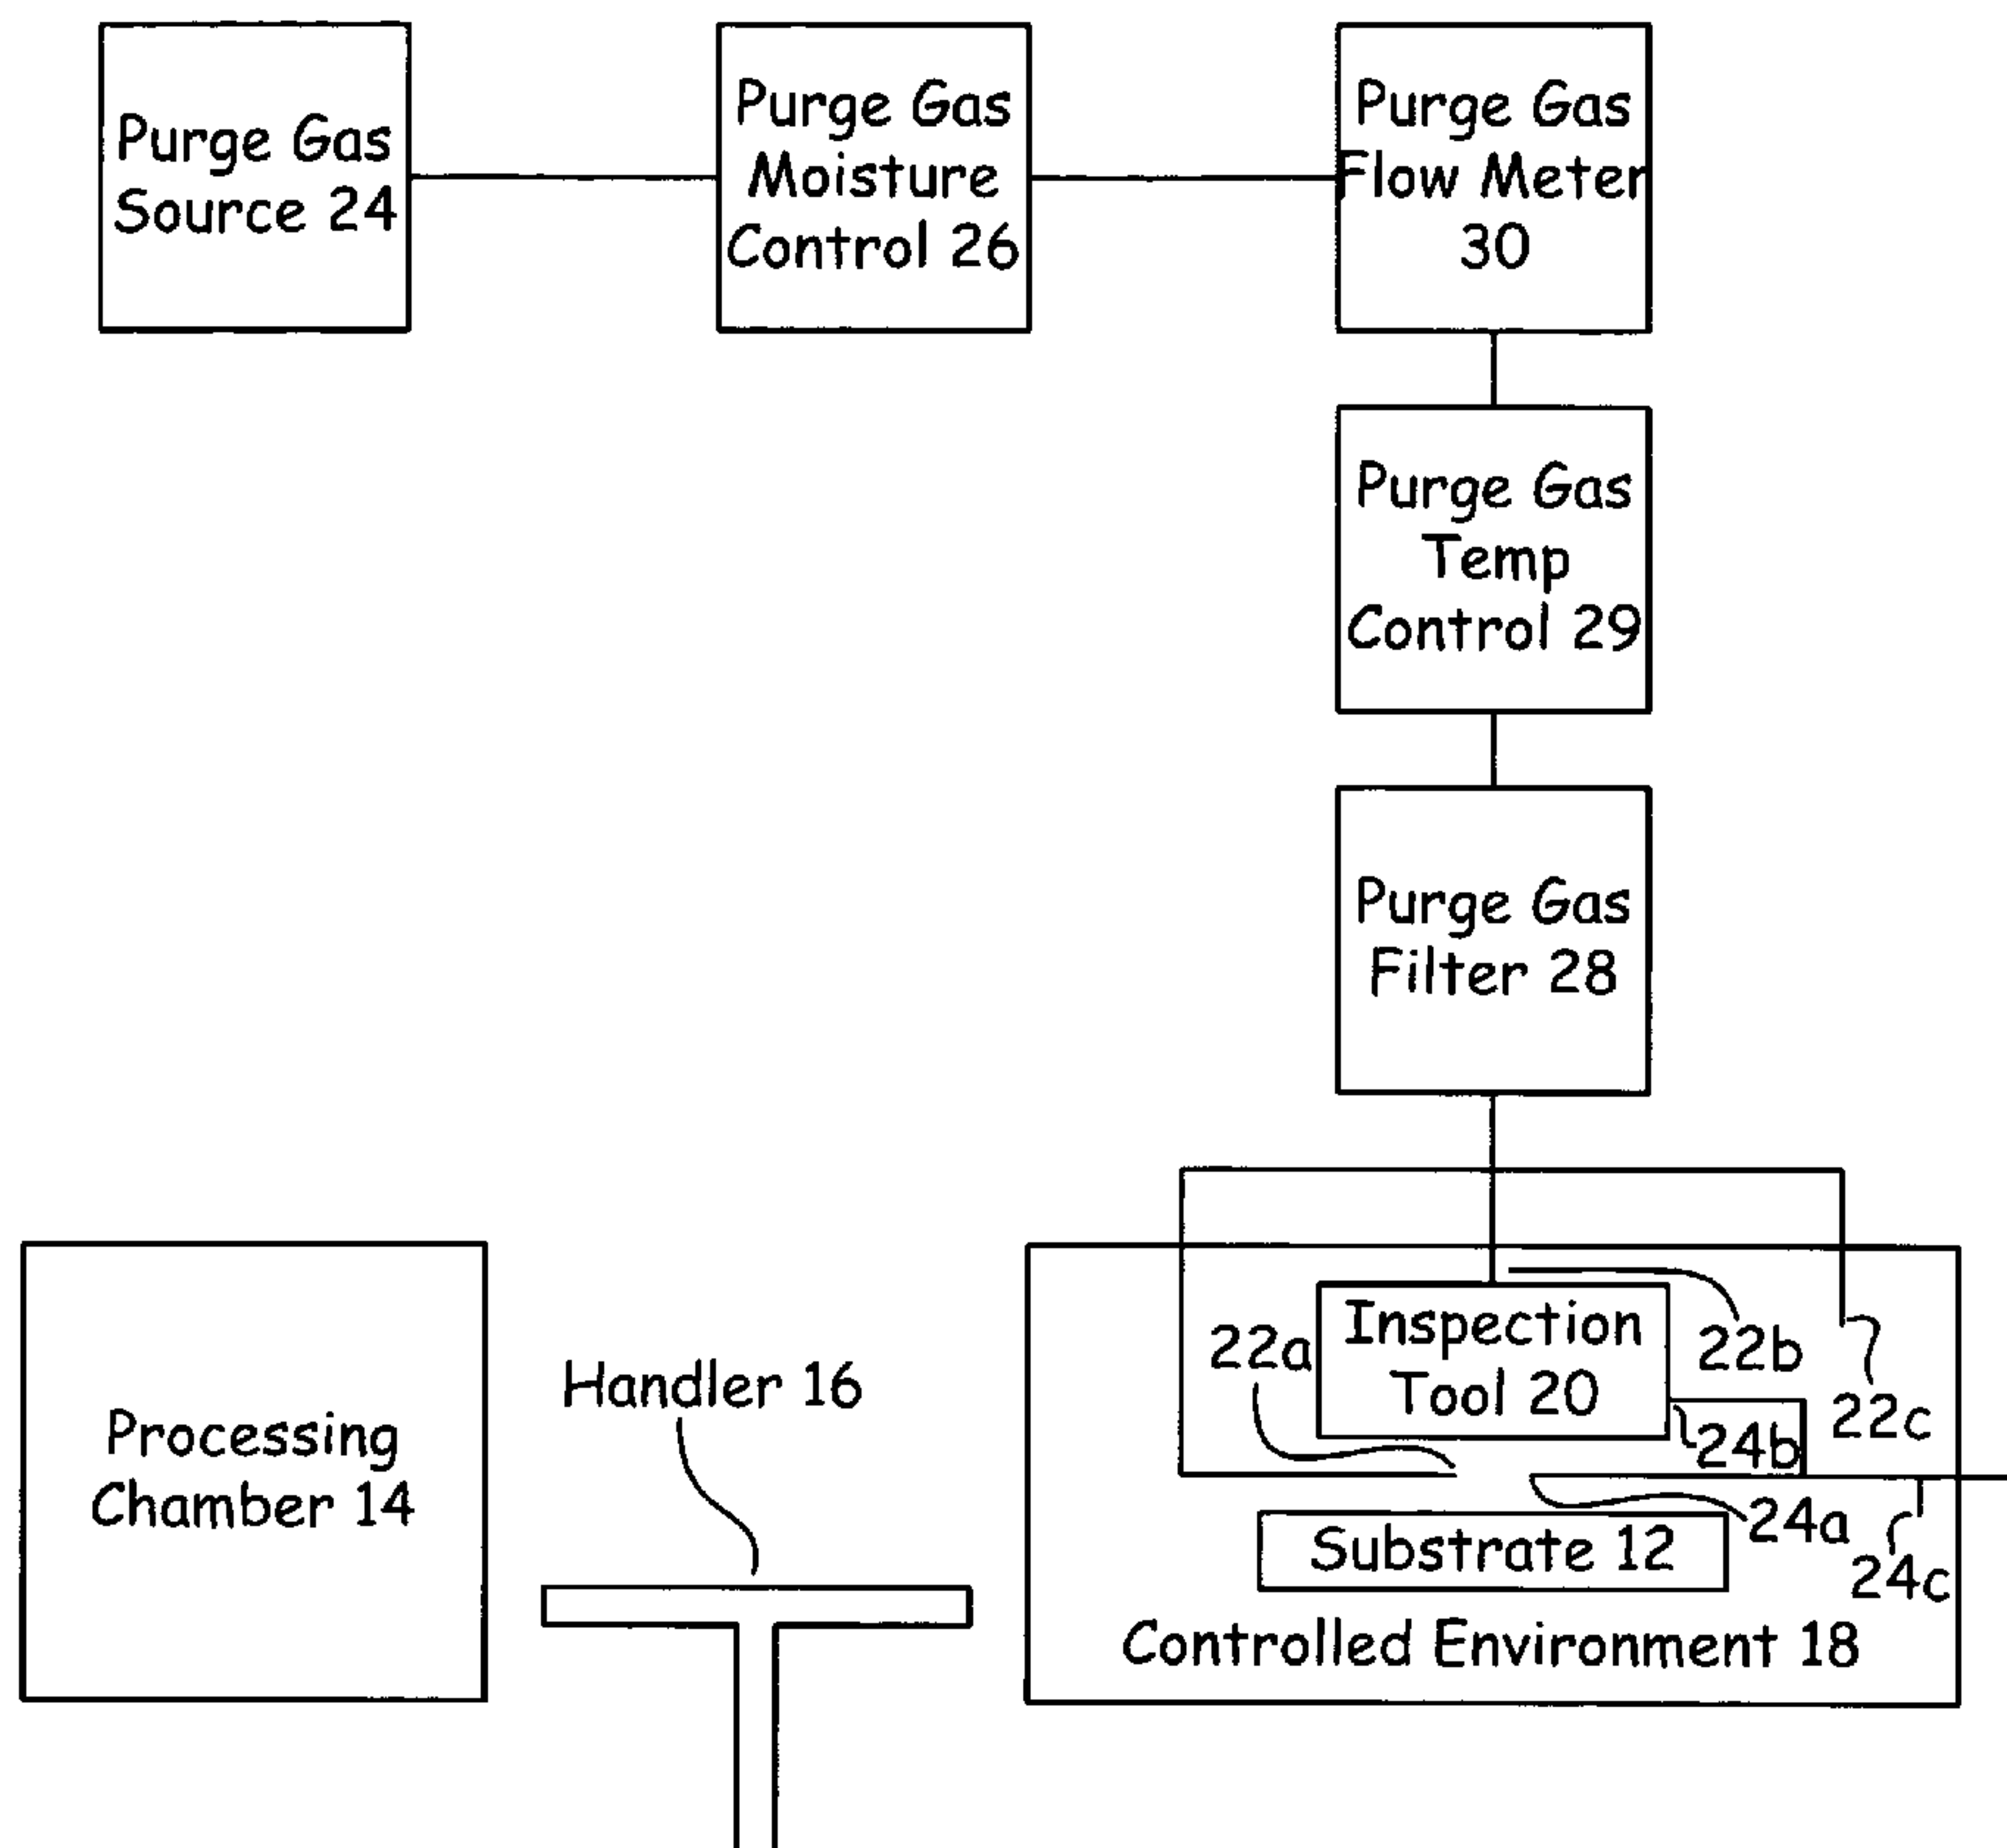 Purge Gas
Source 24
Purge Gas
Moisture
Control 26
Purge Gas
Flow Meter
30
Purge Gas
Temp
Control 29
Purge Gas
Filter 28
Processing
Chamber 14
Handler 16
22a
Inspection
Tool 20
22b
22c
24b
24a
24c
Substrate 12
Controlled Environment 18